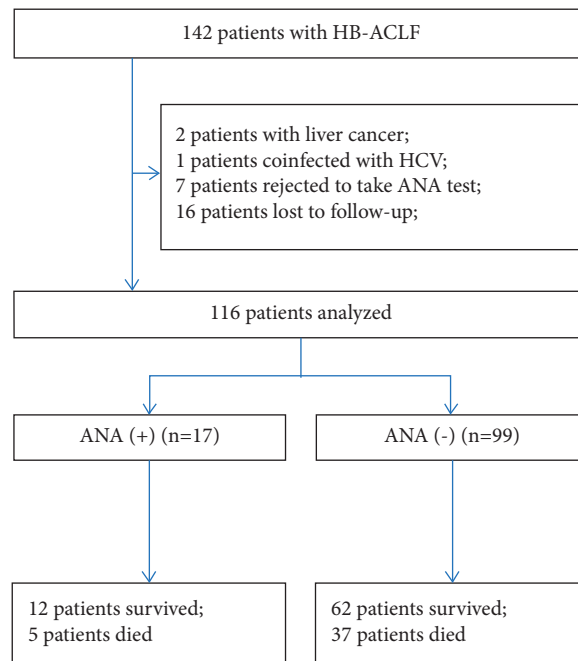 142 patients with HB-ACLF
2 patients with liver cancer;
1 patients coinfected with HCV;
7 patients rejected to take ANA test;
16 patients lost to follow-up;
116 patients analyzed
ANA (+) (n=17)
ANA (-) (n=99)
12 patients survived;
5 patients died
62 patients survived;
37 patients died